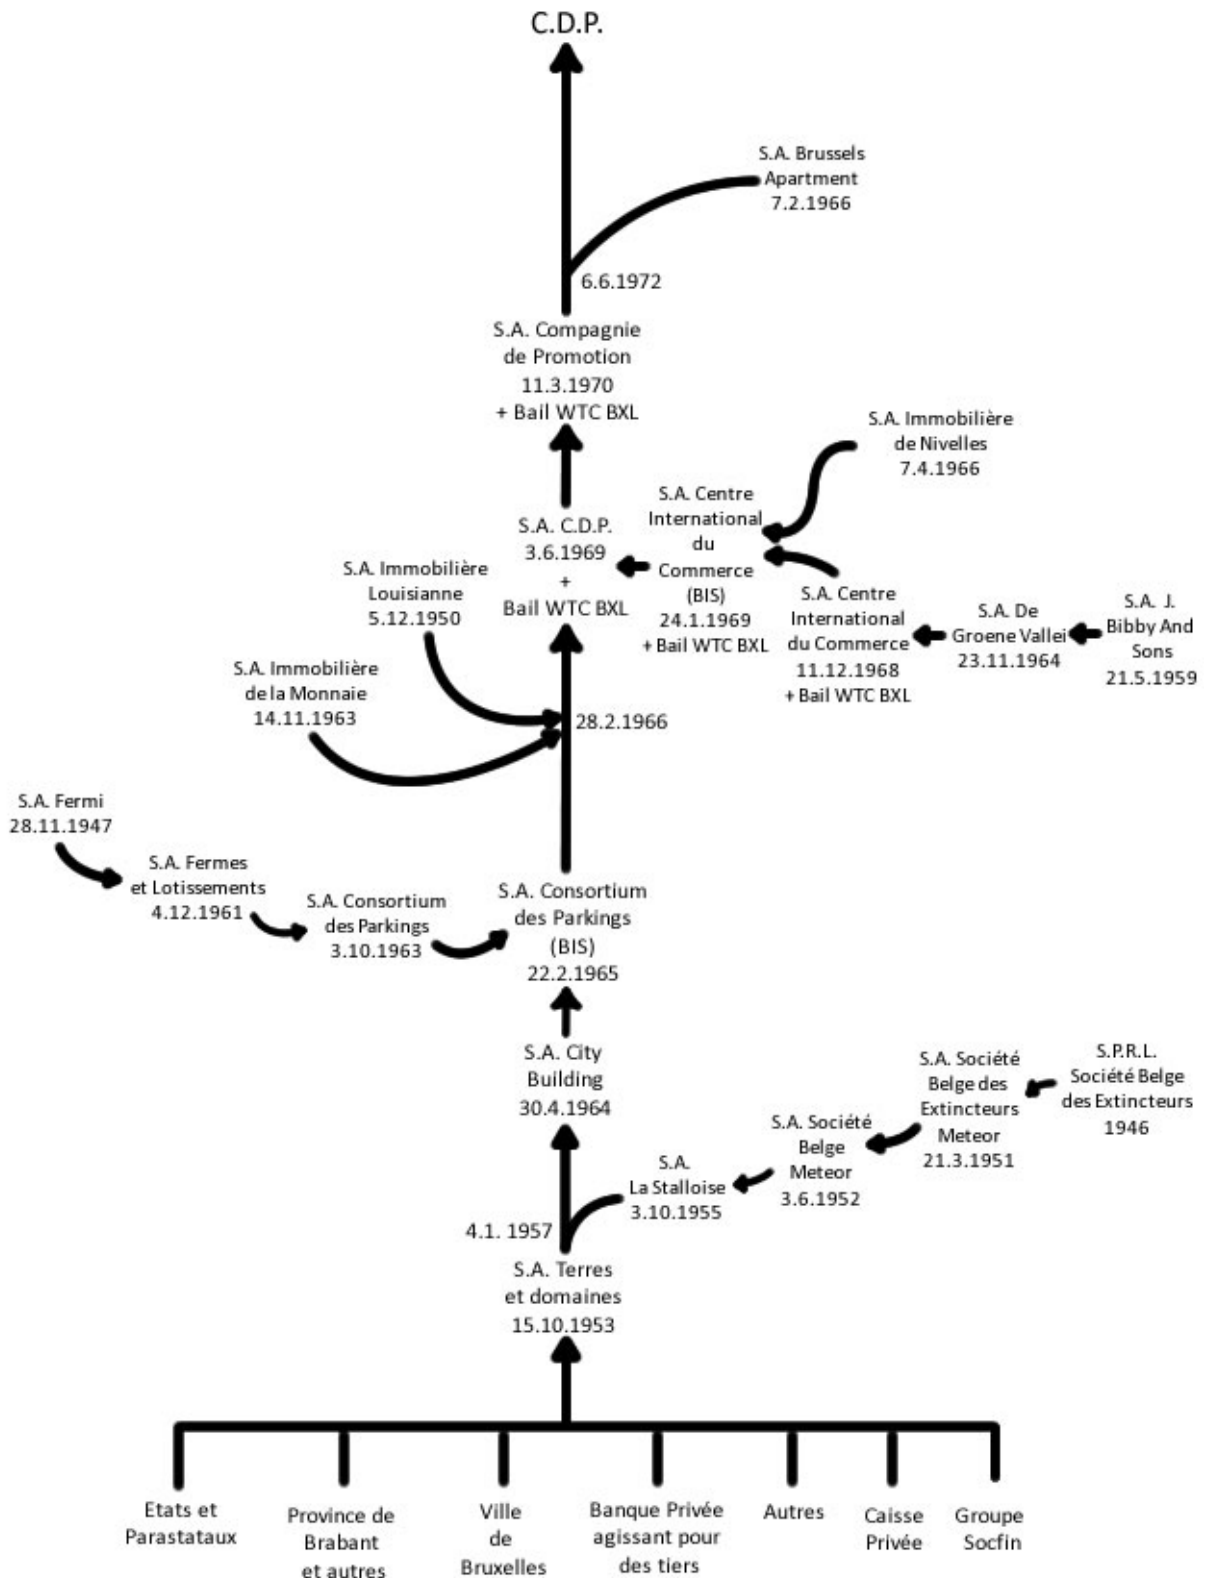 C.D.P.
S.A. Brussels
Apartment
7.2.1966
6.6.1972
S.A. Compagnie
de Promotion
11.3.1970
+ Bail WTC BXL
S.A. Immobilière
de Nivelles
7.4.1966
S.A. Centre
International
du
Commerce
(BIS)
24.1.1969
+ Bail WTC BXL
S.A. C.D.P.
3.6.1969
+
Bail WTC BXL
S.A. Immobilière
Louisianne
5.12.1950
S.A. Centre
International
du Commerce
11.12.1968
+ Bail WTC BXL
S.A. De
Groene Vallei
23.11.1964
S.A. J.
Bibby And
Sons
21.5.1959
S.A. Immobilière
de la Monnaie
14.11.1963
28.2.1966
S.A. Fermi
28.11.1947
S.A. Fermes
et Lotissements
4.12.1961
S.A. Consortium
des Parkings
3.10.1963
S.A. Consortium
des Parkings
(BIS)
22.2.1965
S.A. City
Building
30.4.1964
S.P.R.L.
Société Belge
des Extincteurs
1946
S.A. Société
Belge des
Extincteurs
Meteor
21.3.1951
S.A. Société
Belge
Meteor
3.6.1952
S.A.
La Stalloise
3.10.1955
4.1. 1957
S.A. Terres
et domaines
15.10.1953
Etats et
Parastataux
Province de
Brabant
et autres
Ville
de
Bruxelles
Banque Privée
agissant pour
des tiers
Autres
Caisse
Privée
Groupe
Socfin